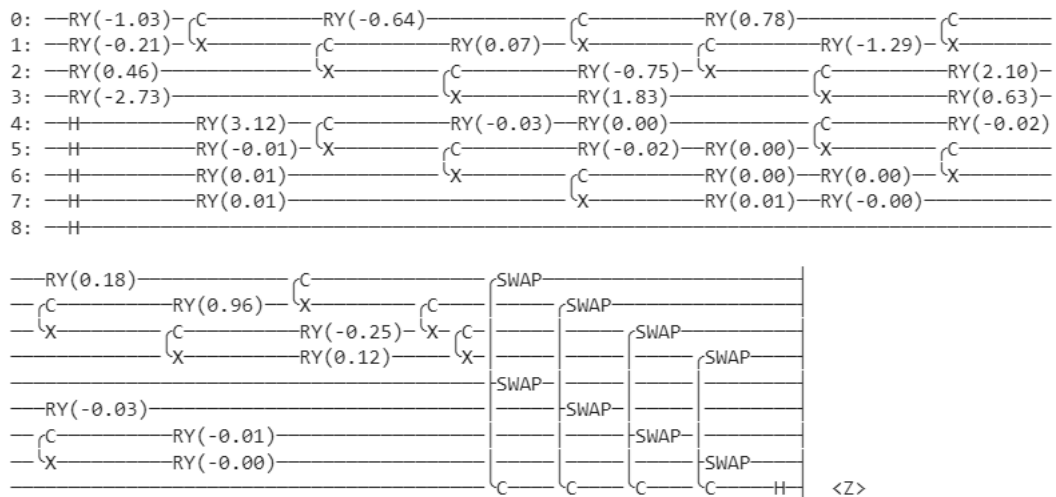 0: ──RY(-1.03)─╭C─────────RY(-0.64)───────────────────╭C─────────RY(0.78)────────────────╭C────────
1: ──RY(-0.21)─╰X────────╭C─────────RY(0.07)─╰X────────╭C────────RY(-1.29)─╰X────────
2: ──RY(0.46)────────────╰X────────╭C─────────RY(-0.75)─╰X────────╭C─────────RY(2.10)─
3: ──RY(-2.73)─────────────────────╰X─────────RY(1.83)────────────╰X─────────RY(0.63)─
4: ──H─────────RY(3.12)──╭C─────────RY(-0.03)──RY(0.00)────────────╭C─────────RY(-0.02)
5: ──H─────────RY(-0.01)─╰X────────╭C─────────RY(-0.02)──RY(0.00)─╰X────────╭C────────
6: ──H─────────RY(0.01)────────────╰X────────╭C─────────RY(0.00)──RY(0.00)──╰X────────
7: ──H─────────RY(0.01)──────────────────────╰X─────────RY(0.01)──RY(-0.00)──────────
8: ──H────────────────────────────────────────────────────────────────────────
───RY(0.18)────────────╭C──────────────╭SWAP────────────────────┤
──╭C─────────RY(0.96)──╰X────────╭C────│─────╭SWAP──────────────┤
──╰X────────╭C─────────RY(-0.25)─╰X─╭C─│─────│─────╭SWAP────────┤
────────────╰X─────────RY(0.12)─────╰X─│─────│─────│─────╭SWAP──┤
───────────────────────────────────────├SWAP─│─────│─────│──────┤
───RY(-0.03)───────────────────────────│─────├SWAP─│─────│──────┤
──╭C─────────RY(-0.01)─────────────────│─────│─────├SWAP─│──────┤
──╰X─────────RY(-0.00)─────────────────│─────│─────│─────├SWAP──┤
───────────────────────────────────────╰C────╰C────╰C────╰C────H─┤ <Z>